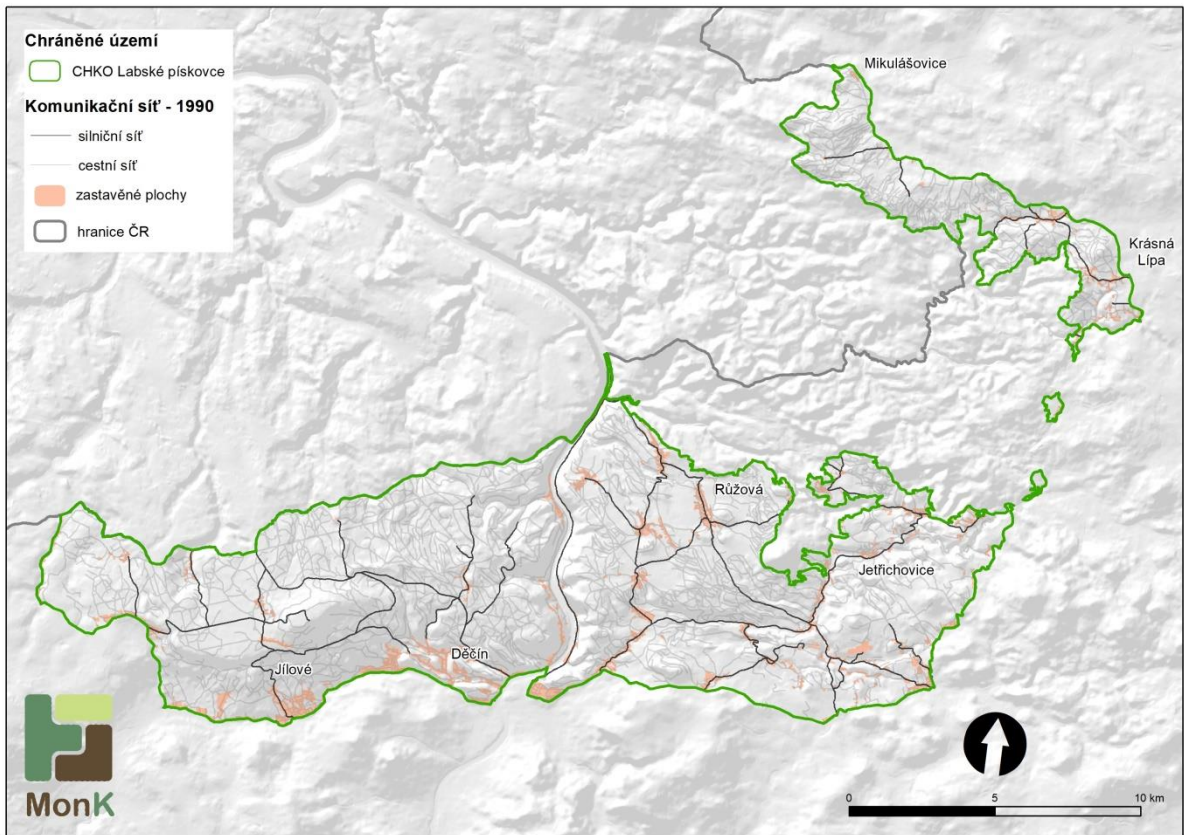 Chráněné území
CHKO Labské pískovce
Komunikační síť - 1990
silniční síť
cestní síť
zastavěné plochy
hranice ČR
Mikulášovice
Krásná
Lípa
Růžová
Jetřichovice
Děčín
Jílové
MonK
0 5 10 km